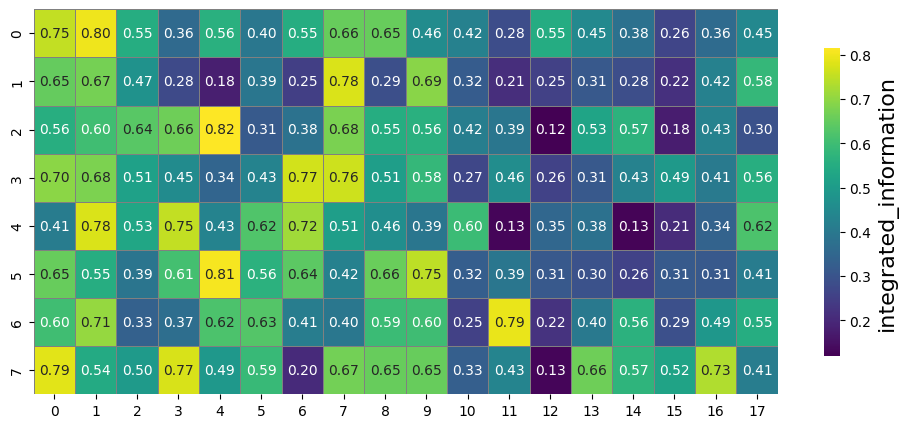 0 0.75 0.80 0.55 0.36 0.56 0.40 0.55 0.66 0.65 0.46 0.42 0.28 0.55 0.45 0.38 0.26 0.36 0.45
1 0.65 0.67 0.47 0.28 0.18 0.39 0.25 0.78 0.29 0.69 0.32 0.21 0.25 0.31 0.28 0.22 0.42 0.58
2 0.56 0.60 0.64 0.66 0.82 0.31 0.38 0.68 0.55 0.56 0.42 0.39 0.12 0.53 0.57 0.18 0.43 0.30
3 0.70 0.68 0.51 0.45 0.34 0.43 0.77 0.76 0.51 0.58 0.27 0.46 0.26 0.31 0.43 0.49 0.41 0.56
4 0.41 0.78 0.53 0.75 0.43 0.62 0.72 0.51 0.46 0.39 0.60 0.13 0.35 0.38 0.13 0.21 0.34 0.62
5 0.65 0.55 0.39 0.61 0.81 0.56 0.64 0.42 0.66 0.75 0.32 0.39 0.31 0.30 0.26 0.31 0.31 0.41
6 0.60 0.71 0.33 0.37 0.62 0.63 0.41 0.40 0.59 0.60 0.25 0.79 0.22 0.40 0.56 0.29 0.49 0.55
7 0.79 0.54 0.50 0.77 0.49 0.59 0.20 0.67 0.65 0.65 0.33 0.43 0.13 0.66 0.57 0.52 0.73 0.41
0 1 2 3 4 5 6 7 8 9 10 11 12 13 14 15 16 17
0.8
0.7
0.6
0.5
0.4
0.3
0.2
integrated_information